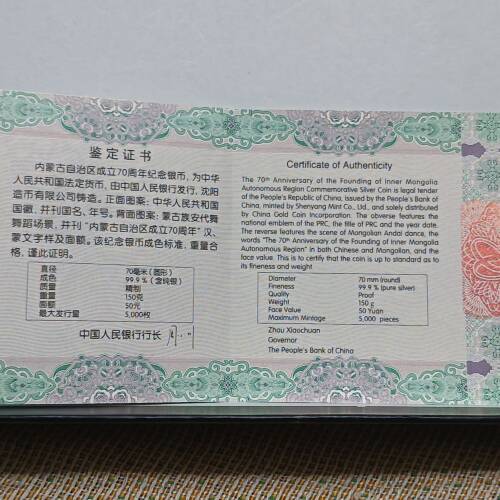 鉴定证书
内蒙古自治区成立70周年纪念银币，为中华
人民共和国法定货币，由中国人民银行发行，沈阳
造币有限公司铸造。正面图案：中华人民共和国
国徽，并刊国名、年号。背面图案：蒙古族安代舞
舞蹈场景，并刊“内蒙古自治区成立70周年”汉、
蒙文字样及面额。该纪念银币成色标准，重量合
格，谨此证明。
直径 70毫米（圆形）
成色 99.9%（含纯银）
质量 精制
重量 150克
面额 50元
最大发行量 5,000枚
中国人民银行行长
Certificate of Authenticity
The 70th Anniversary of the Founding of Inner Mongolia
Autonomous Region Commemorative Silver Coin is legal tender
of the People's Republic of China, issued by the People's Bank of
China, minted by Shenyang Mint Co., Ltd., and solely distributed
by China Gold Coin Incorporation. The obverse features the
national emblem of the PRC, the title of PRC and the year date.
The reverse features the scene of Mongolian Andai dance, the
words "The 70th Anniversary of the Founding of Inner Mongolia
Autonomous Region" in both Chinese and Mongolian, and the
face value. This is to certify that the coin is up to standard as to
its fineness and weight
Diameter 70 mm (round)
Fineness 99.9 % (pure silver)
Quality Proof
Weight 150 g
Face Value 50 Yuan
Maximum Mintage 5,000 pieces
Zhou Xiaochuan
Governor
The People's Bank of China